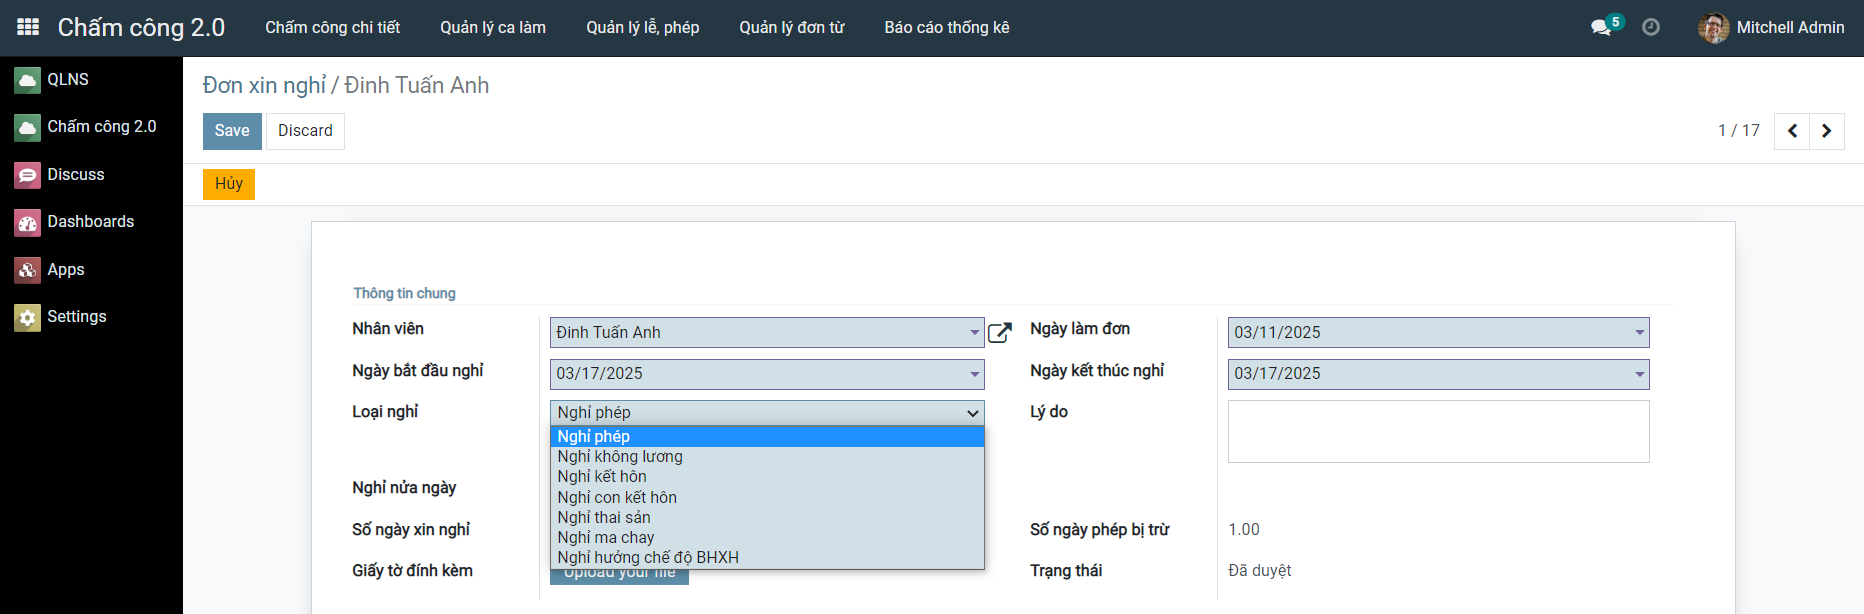 Chấm công 2.0 Chấm công chi tiết Quản lý ca làm Quản lý lễ, phép Quản lý đơn từ Báo cáo thống kê 5 Mitchell Admin
QLNS
Chấm công 2.0
Discuss
Dashboards
Apps
Settings
Đơn xin nghỉ / Đinh Tuấn Anh
Save Discard 1 / 17
Hủy
Thông tin chung
Nhân viên Đinh Tuấn Anh Ngày làm đơn 03/11/2025
Ngày bắt đầu nghỉ 03/17/2025 Ngày kết thúc nghỉ 03/17/2025
Loại nghỉ Nghỉ phép Lý do
Nghỉ phép
Nghỉ không lương
Nghỉ kết hôn
Nghỉ con kết hôn
Nghỉ thai sản
Nghỉ ma chay
Nghỉ hưởng chế độ BHXH
Nghỉ nửa ngày
Số ngày xin nghỉ Số ngày phép bị trừ 1.00
Giấy tờ đính kèm Upload your file Trạng thái Đã duyệt